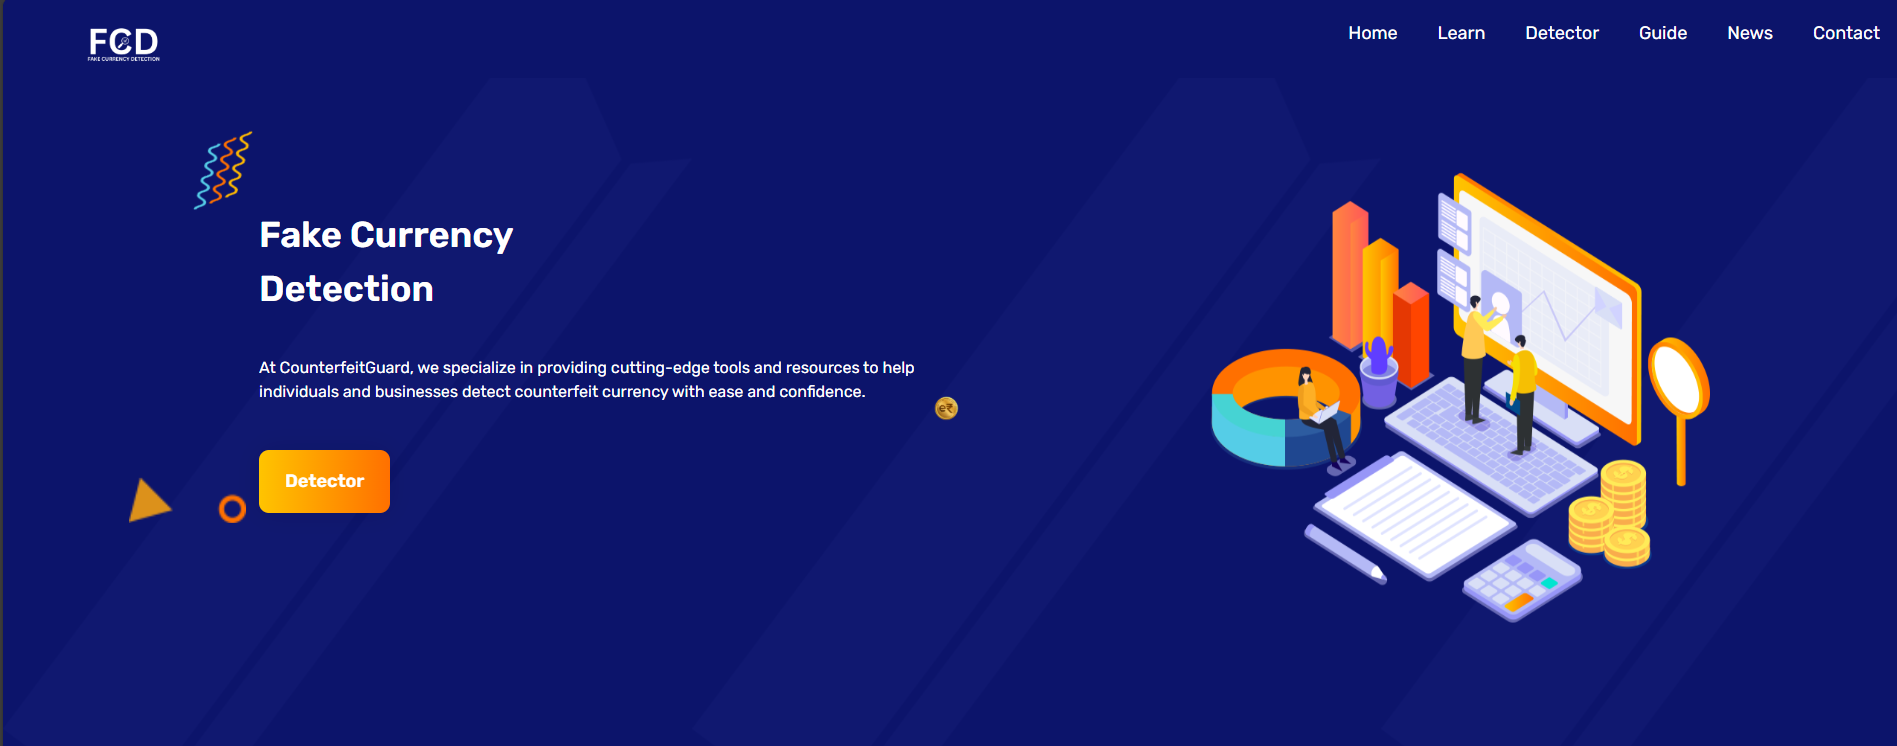 FCD
FAKE CURRENCY DETECTION
Home Learn Detector Guide News Contact
Fake Currency
Detection
At CounterfeitGuard, we specialize in providing cutting-edge tools and resources to help
individuals and businesses detect counterfeit currency with ease and confidence.
e₹
Detector